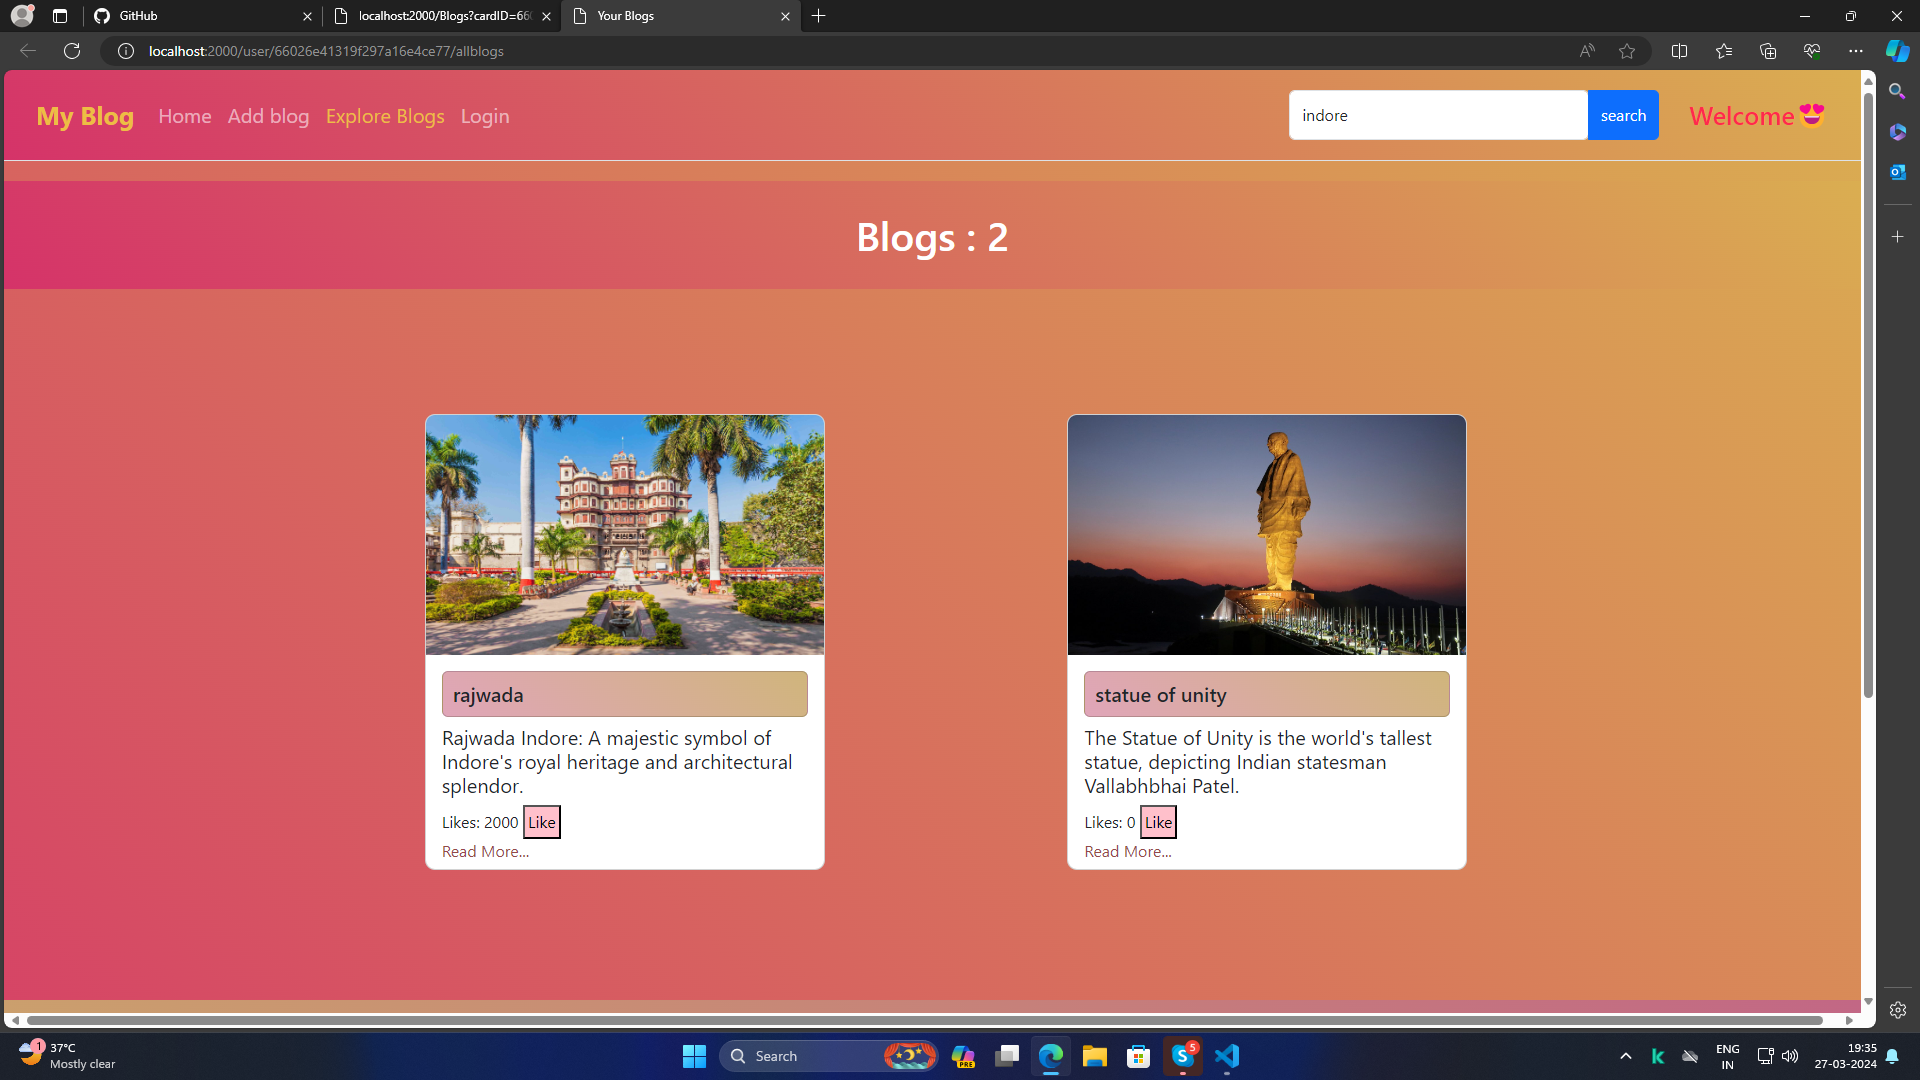 GitHub
localhost:2000/Blogs?cardID=660
Your Blogs
localhost:2000/user/66026e41319f297a16e4ce77/allblogs
My Blog Home Add blog Explore Blogs Login indore search Welcome😍
Blogs : 2
rajwada
Rajwada Indore: A majestic symbol of
Indore's royal heritage and architectural
splendor.
Likes: 2000 Like
Read More...
statue of unity
The Statue of Unity is the world's tallest
statue, depicting Indian statesman
Vallabhbhai Patel.
Likes: 0 Like
Read More...
1
37°C
Mostly clear
Search
PRE
5
ENG
IN
19:35
27-03-2024